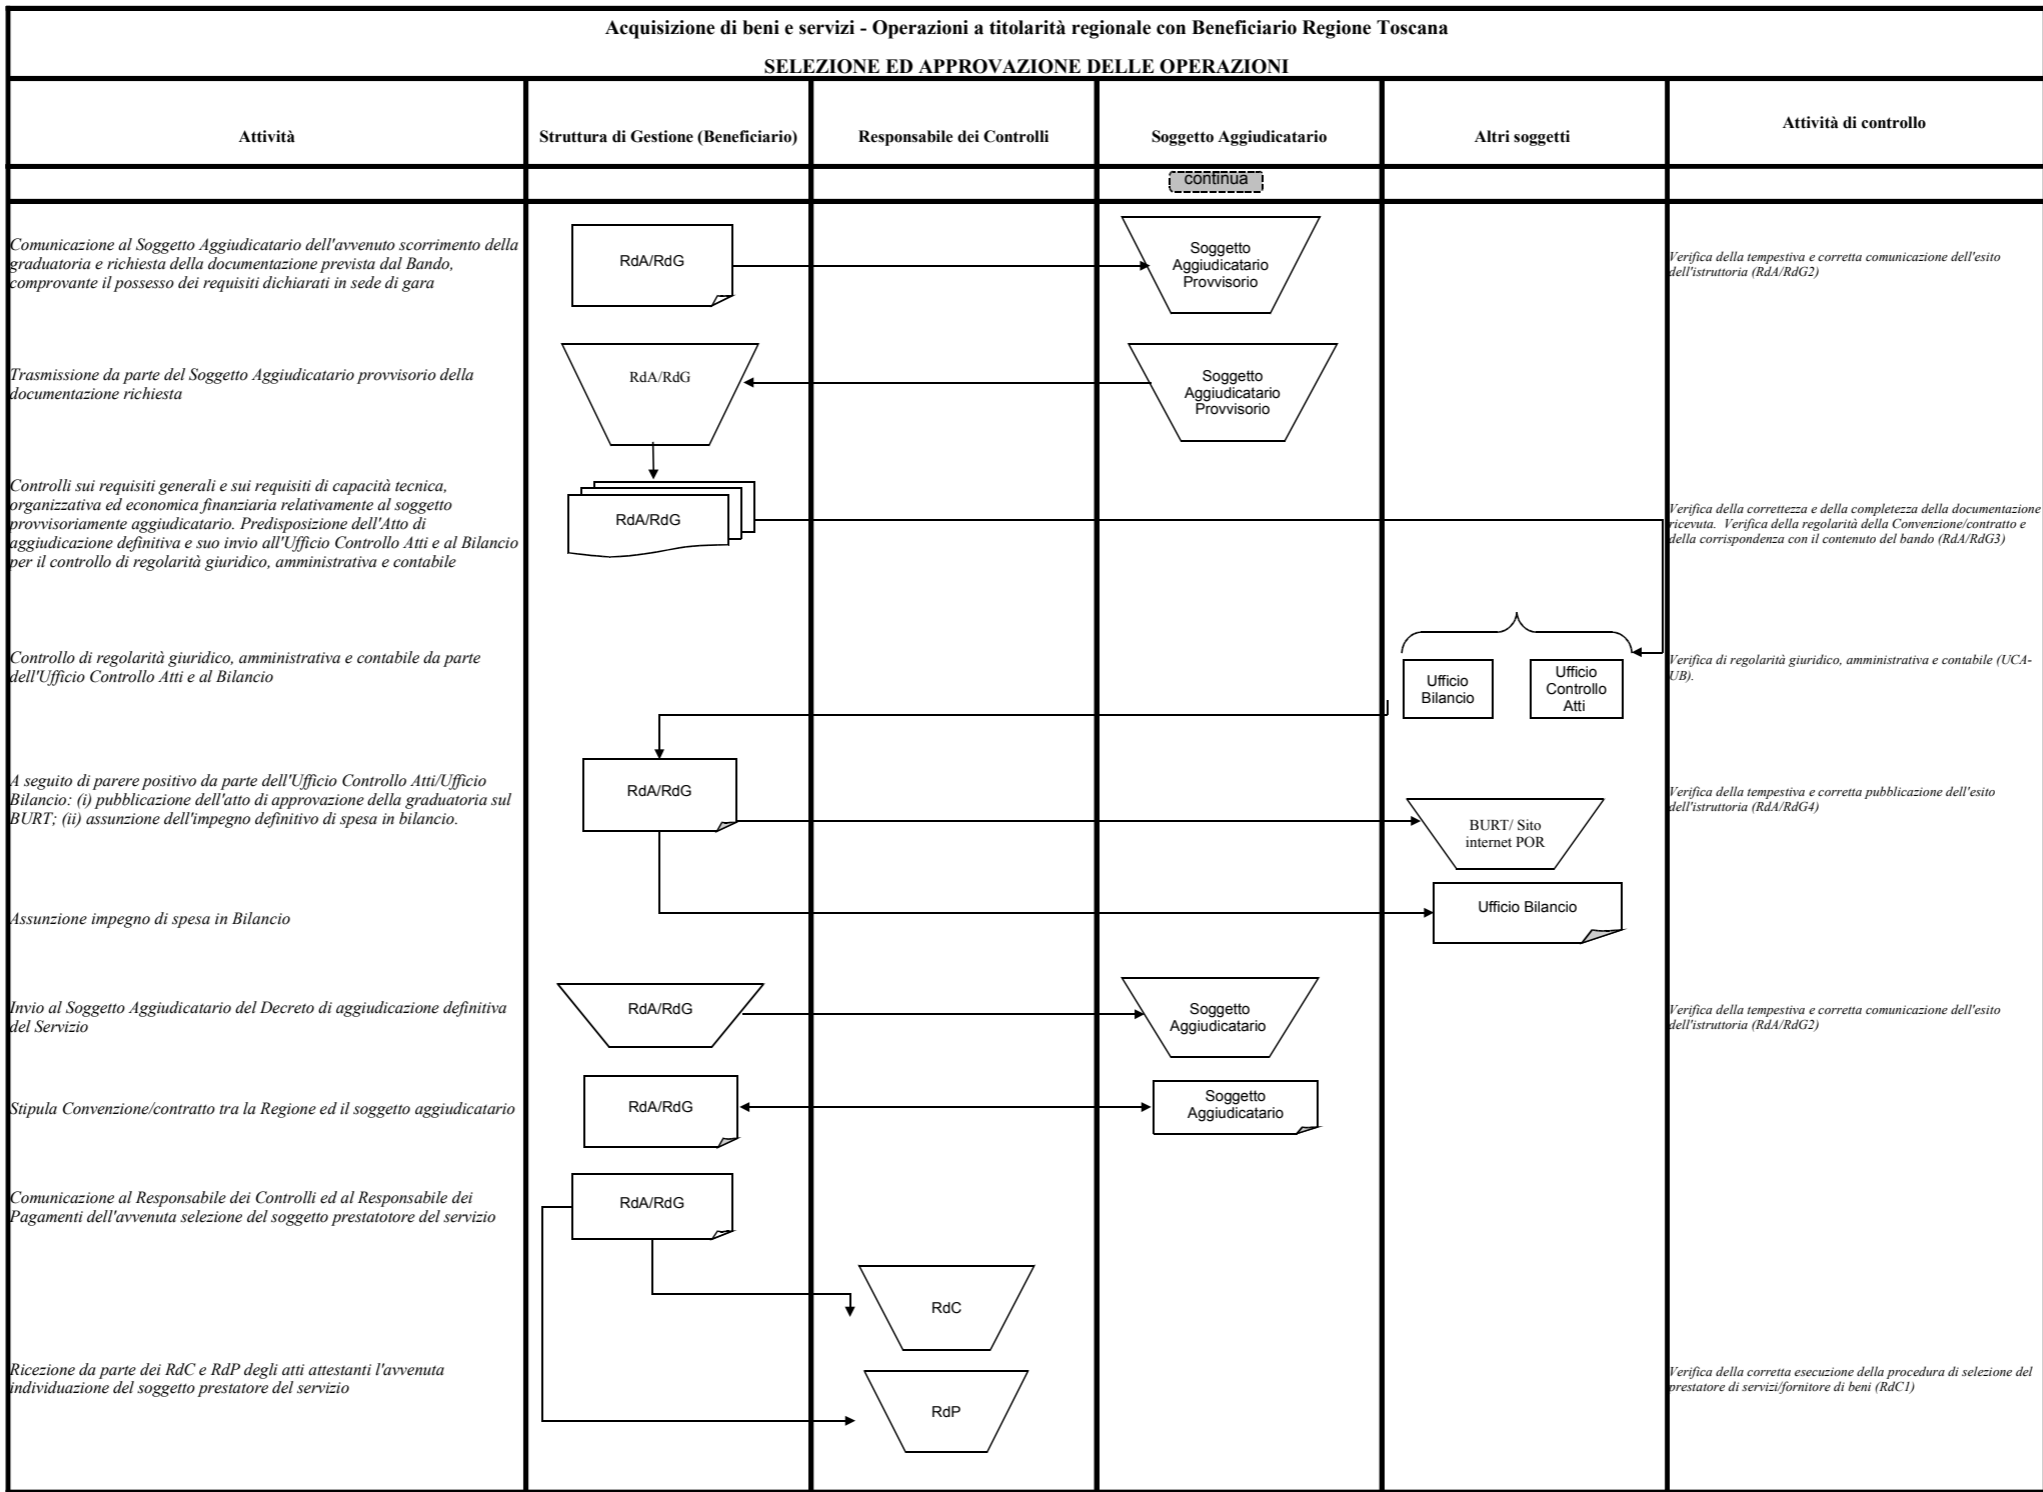 Acquisizione di beni e servizi - Operazioni a titolarità regionale con Beneficiario Regione Toscana
SELEZIONE ED APPROVAZIONE DELLE OPERAZIONI
Attività
Struttura di Gestione (Beneficiario)
Responsabile dei Controlli
Soggetto Aggiudicatario
Altri soggetti
Attività di controllo
continua
Comunicazione al Soggetto Aggiudicatario dell'avvenuto scorrimento della
graduatoria e richiesta della documentazione prevista dal Bando,
comprovante il possesso dei requisiti dichiarati in sede di gara
RdA/RdG
Soggetto
Aggiudicatario
Provvisorio
Verifica della tempestiva e corretta comunicazione dell'esito
dell'istruttoria (RdA/RdG2)
Trasmissione da parte del Soggetto Aggiudicatario provvisorio della
documentazione richiesta
RdA/RdG
Soggetto
Aggiudicatario
Provvisorio
Controlli sui requisiti generali e sui requisiti di capacità tecnica,
organizzativa ed economica finanziaria relativamente al soggetto
provvisoriamente aggiudicatario. Predisposizione dell'Atto di
aggiudicazione definitiva e suo invio all'Ufficio Controllo Atti e al Bilancio
per il controllo di regolarità giuridico, amministrativa e contabile
RdA/RdG
Verifica della correttezza e della completezza della documentazione
ricevuta. Verifica della regolarità della Convenzione/contratto e
della corrispondenza con il contenuto del bando (RdA/RdG3)
Controllo di regolarità giuridico, amministrativa e contabile da parte
dell'Ufficio Controllo Atti e al Bilancio
Ufficio
Bilancio
Ufficio
Controllo
Atti
Verifica di regolarità giuridico, amministrativa e contabile (UCA-
UB).
A seguito di parere positivo da parte dell'Ufficio Controllo Atti/Ufficio
Bilancio: (i) pubblicazione dell'atto di approvazione della graduatoria sul
BURT; (ii) assunzione dell'impegno definitivo di spesa in bilancio.
RdA/RdG
BURT/ Sito
internet POR
Verifica della tempestiva e corretta pubblicazione dell'esito
dell'istruttoria (RdA/RdG4)
Assunzione impegno di spesa in Bilancio
Ufficio Bilancio
Invio al Soggetto Aggiudicatario del Decreto di aggiudicazione definitiva
del Servizio
RdA/RdG
Soggetto
Aggiudicatario
Verifica della tempestiva e corretta comunicazione dell'esito
dell'istruttoria (RdA/RdG2)
Stipula Convenzione/contratto tra la Regione ed il soggetto aggiudicatario
RdA/RdG
Soggetto
Aggiudicatario
Comunicazione al Responsabile dei Controlli ed al Responsabile dei
Pagamenti dell'avvenuta selezione del soggetto prestatotore del servizio
RdA/RdG
RdC
Ricezione da parte dei RdC e RdP degli atti attestanti l'avvenuta
individuazione del soggetto prestatore del servizio
RdP
Verifica della corretta esecuzione della procedura di selezione del
prestatore di servizi/fornitore di beni (RdC1)